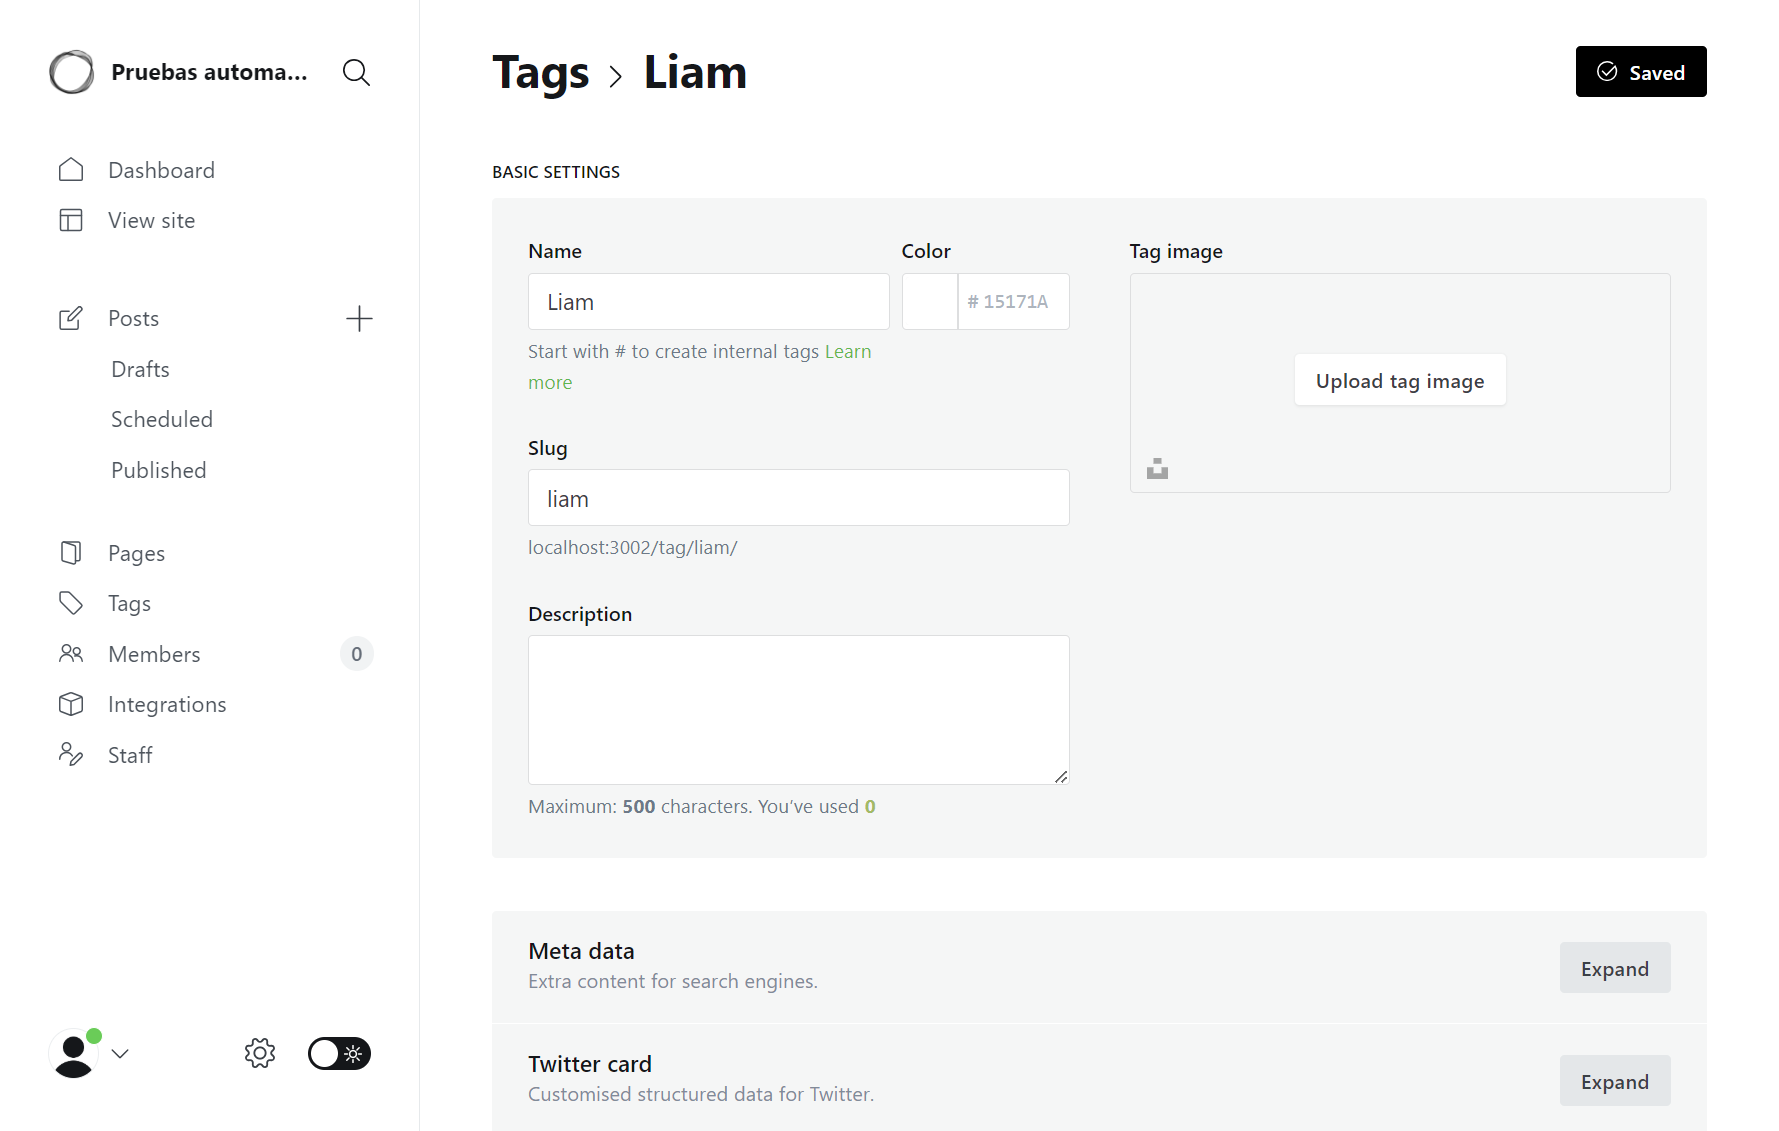 Pruebas automa...
Dashboard
View site
Posts
Drafts
Scheduled
Published
Pages
Tags
Members 0
Integrations
Staff
Tags > Liam
Saved
BASIC SETTINGS
Name
Liam
Start with # to create internal tags Learn
more
Color
# 15171A
Slug
liam
localhost:3002/tag/liam/
Description
Maximum: 500 characters. You’ve used 0
Tag image
Upload tag image
Meta data
Extra content for search engines.
Expand
Twitter card
Customised structured data for Twitter.
Expand